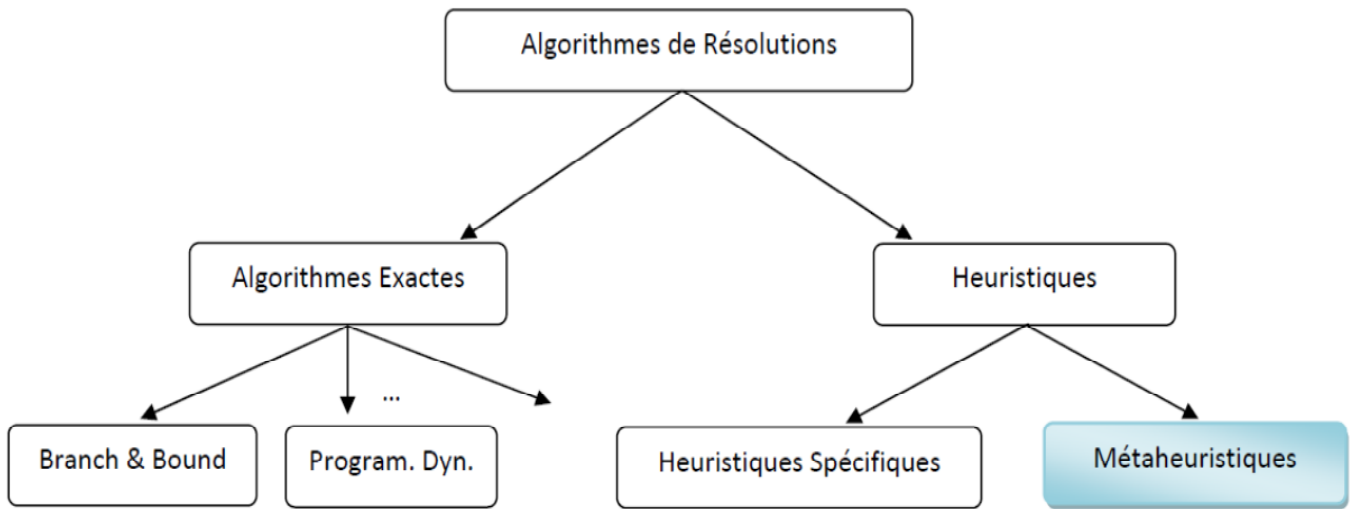 Algorithmes de Résolutions
Algorithmes Exactes
Heuristiques
...
Branch & Bound
Program. Dyn.
Heuristiques Spécifiques
Métaheuristiques